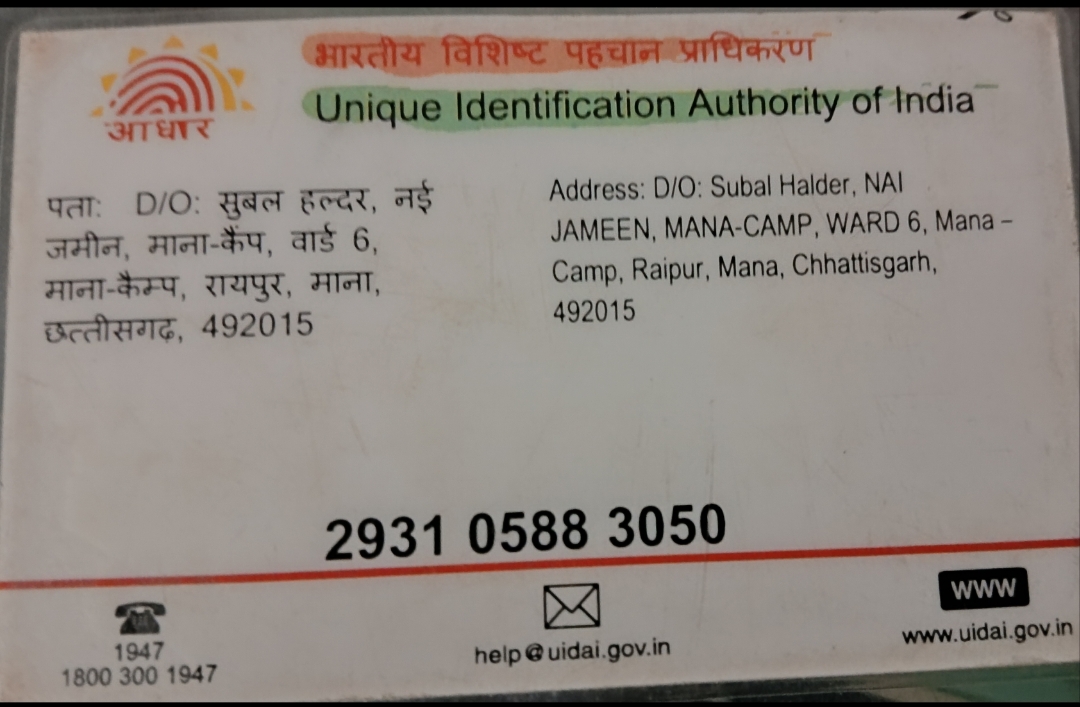 भारतीय विशिष्ट पहचान प्राधिकरण
Unique Identification Authority of India
आधार
पता: D/O: सुबल हल्दर, नई
जमीन, माना-कैंप, वार्ड 6,
माना-कैम्प, रायपुर, माना,
छत्तीसगढ़, 492015
Address: D/O: Subal Halder, NAI
JAMEEN, MANA-CAMP, WARD 6, Mana –
Camp, Raipur, Mana, Chhattisgarh,
492015
2931 0588 3050
1947
1800 300 1947
help@uidai.gov.in
WWW
www.uidai.gov.in